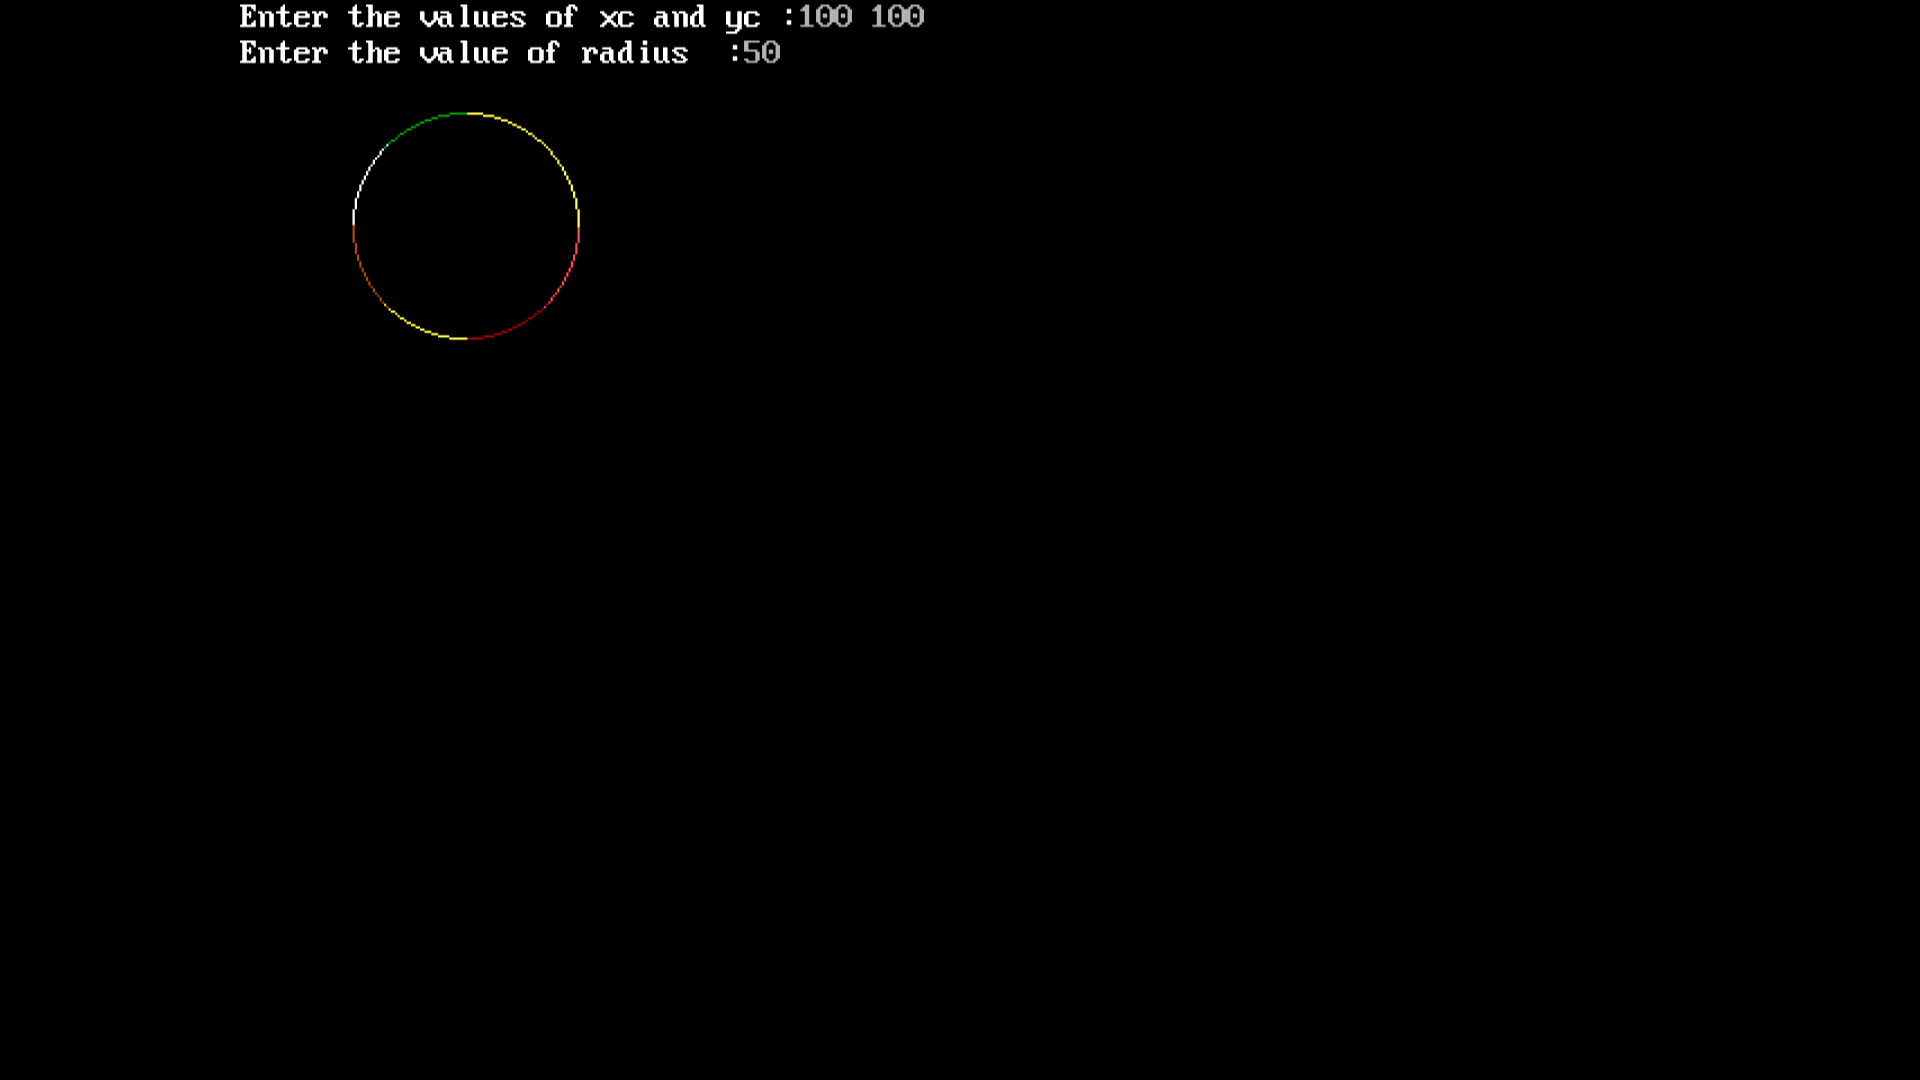 Enter the values of xc and yc :100 100
Enter the value of radius  :50